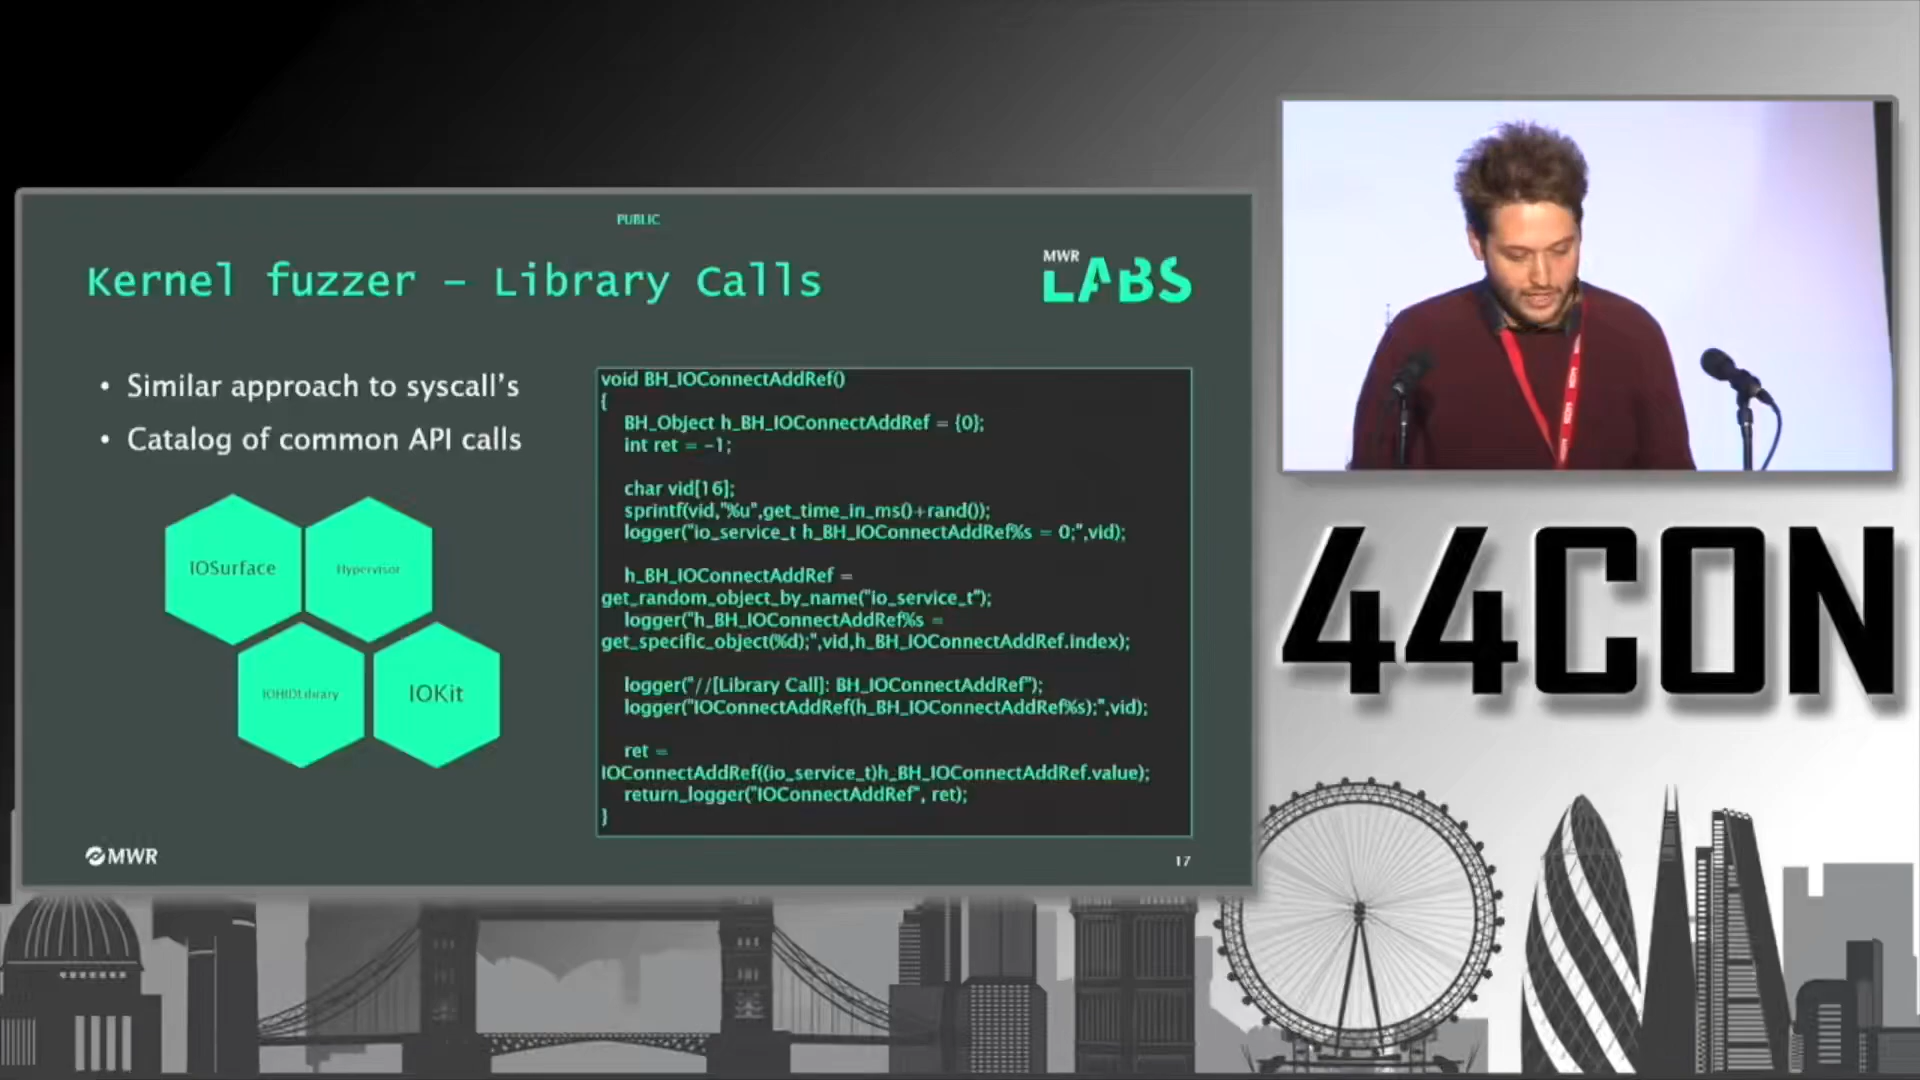 PUBLIC
Kernel fuzzer – Library Calls
MWR
LABS
• Similar approach to syscall's
• Catalog of common API calls
IOSurface
Hypervisor
IOHIDLibrary
IOKit
void BH_IOConnectAddRef()
{
BH_Object h_BH_IOConnectAddRef = {0};
int ret = -1;
char vid[16];
sprintf(vid,"%u",get_time_in_ms()+rand());
logger("io_service_t h_BH_IOConnectAddRef%s = 0;",vid);
h_BH_IOConnectAddRef =
get_random_object_by_name("io_service_t");
logger("h_BH_IOConnectAddRef%s =
get_specific_object(%d);",vid,h_BH_IOConnectAddRef.index);
logger("//[Library Call]: BH_IOConnectAddRef");
logger("IOConnectAddRef(h_BH_IOConnectAddRef%s);",vid);
ret =
IOConnectAddRef((io_service_t)h_BH_IOConnectAddRef.value);
return_logger("IOConnectAddRef", ret);
}
MWR
17
44CON